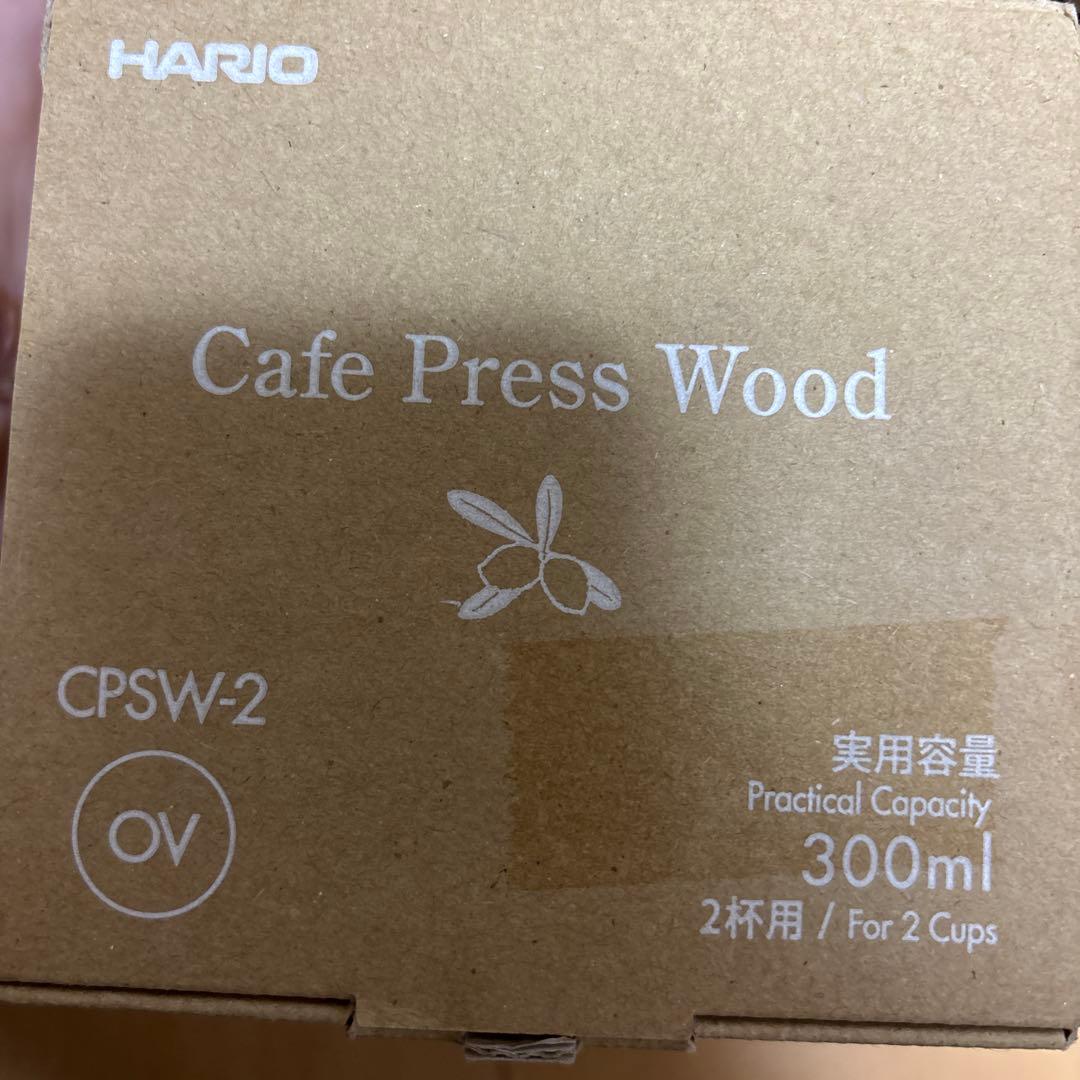 HARIO
Cafe Press Wood
CPSW-2
OV
実用容量
Practical Capacity
300ml
2杯用 / For 2 Cups